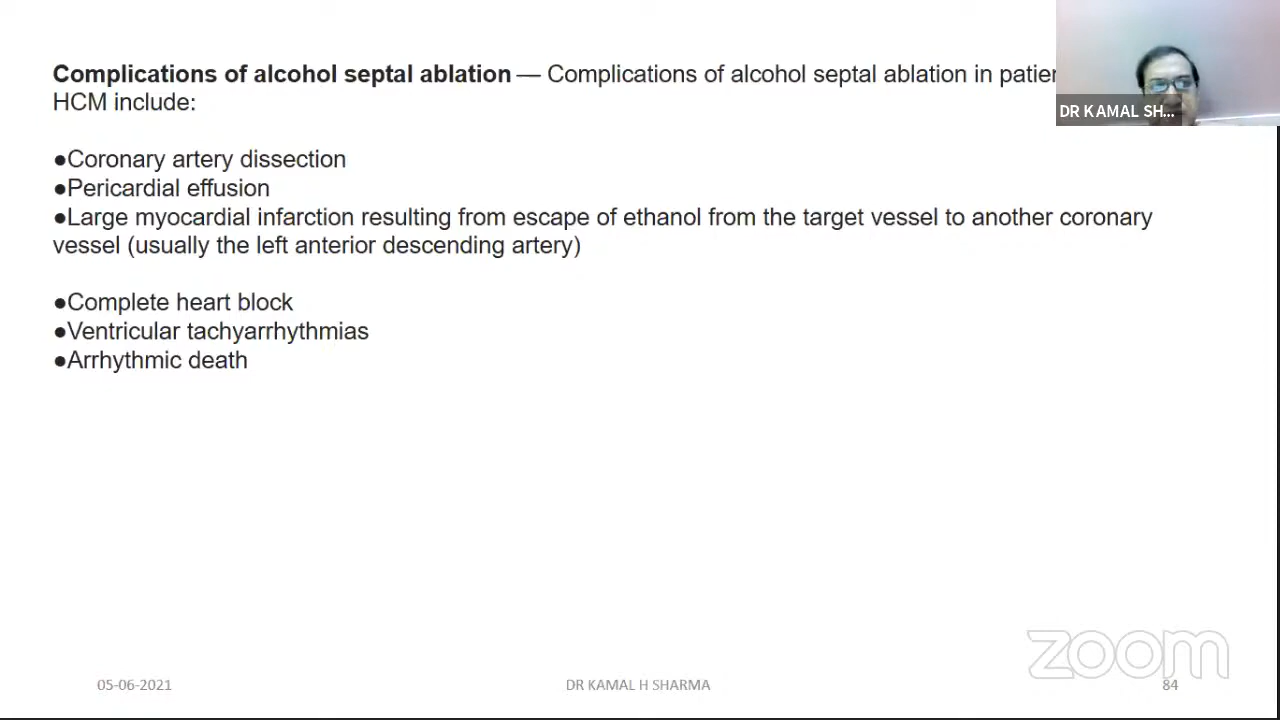 Complications of alcohol septal ablation — Complications of alcohol septal ablation in patien
HCM include:
●Coronary artery dissection
●Pericardial effusion
●Large myocardial infarction resulting from escape of ethanol from the target vessel to another coronary
vessel (usually the left anterior descending artery)
●Complete heart block
●Ventricular tachyarrhythmias
●Arrhythmic death
DR KAMAL SH...
zoom
05-06-2021
DR KAMAL H SHARMA
84